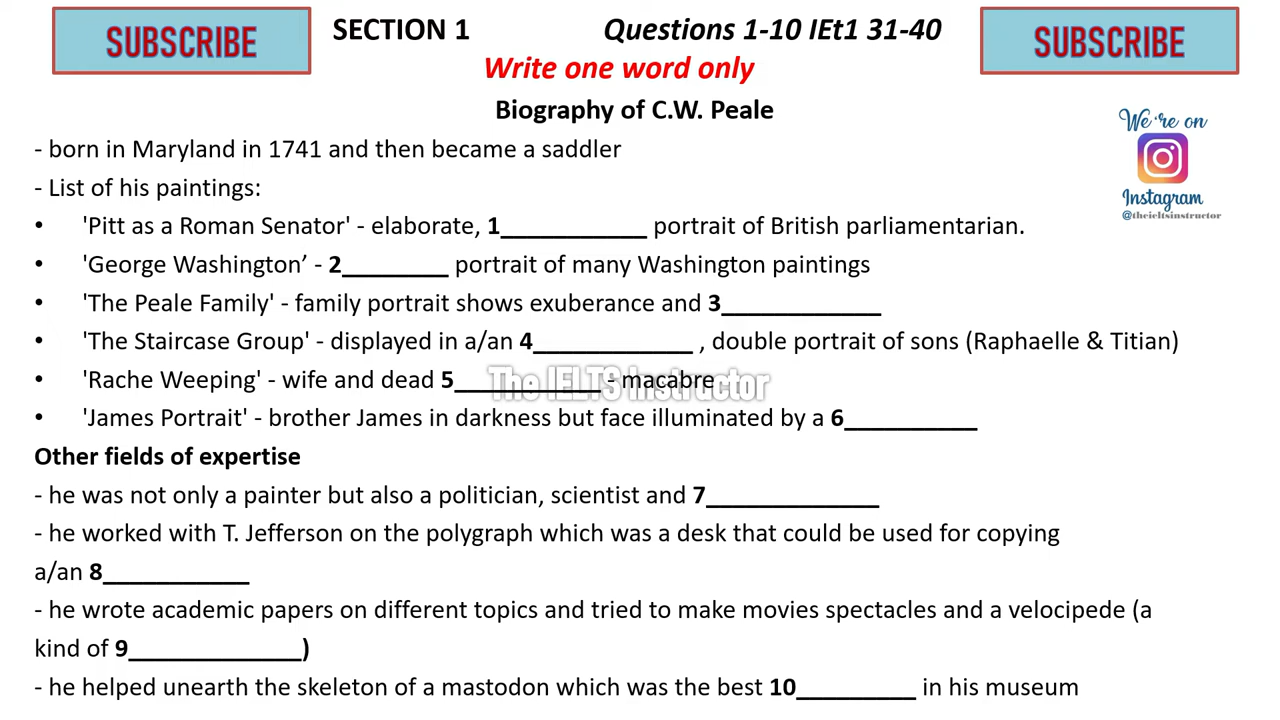 SUBSCRIBE
SECTION 1 Questions 1-10 IEt1 31-40
SUBSCRIBE
Write one word only
Biography of C.W. Peale
We're on
Instagram
@theieltsinstructor
- born in Maryland in 1741 and then became a saddler
- List of his paintings:
• 'Pitt as a Roman Senator' - elaborate, 1____________ portrait of British parliamentarian.
• 'George Washington’ - 2________ portrait of many Washington paintings
• 'The Peale Family' - family portrait shows exuberance and 3_____________
• 'The Staircase Group' - displayed in a/an 4_____________ , double portrait of sons (Raphaelle & Titian)
• 'Rache Weeping' - wife and dead 5____________ - macabre
The IELTS Instructor
• 'James Portrait' - brother James in darkness but face illuminated by a 6___________
Other fields of expertise
- he was not only a painter but also a politician, scientist and 7______________
- he worked with T. Jefferson on the polygraph which was a desk that could be used for copying
a/an 8____________
- he wrote academic papers on different topics and tried to make movies spectacles and a velocipede (a
kind of 9______________)
- he helped unearth the skeleton of a mastodon which was the best 10_________ in his museum